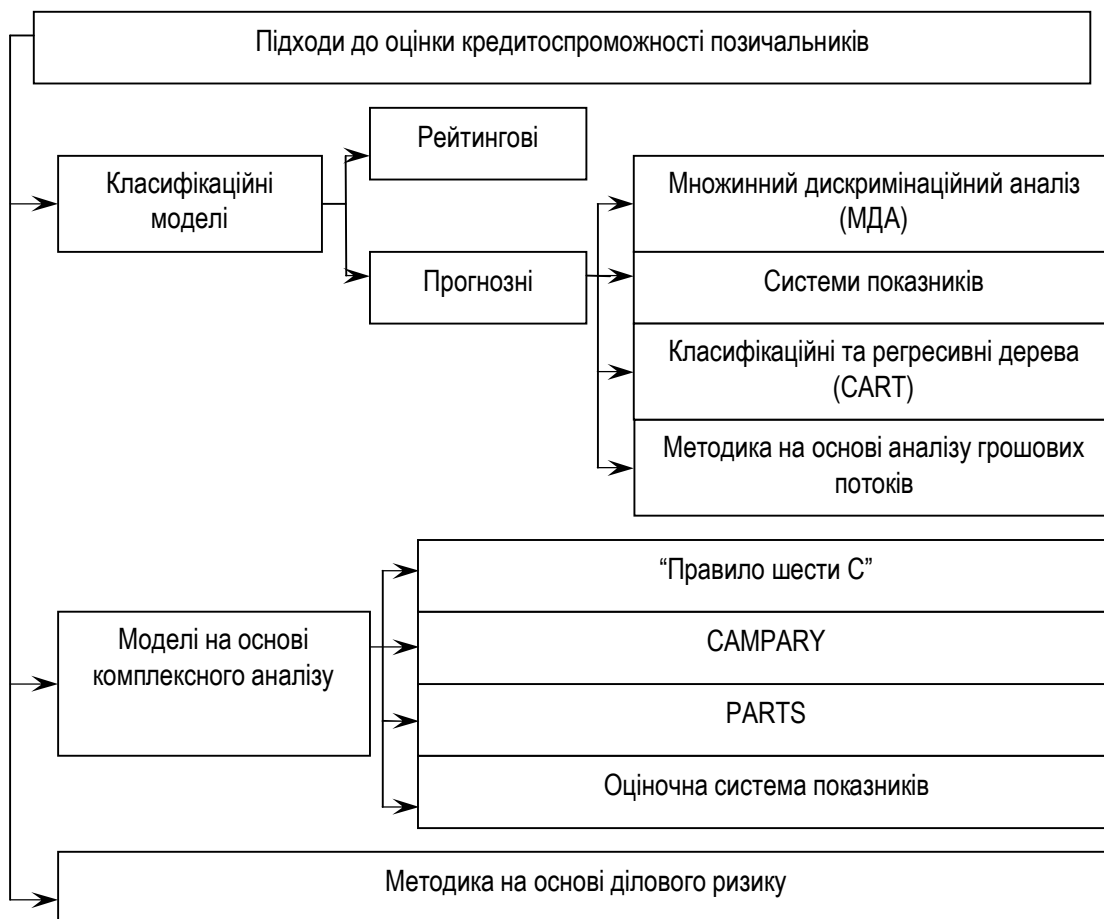 Підходи до оцінки кредитоспроможності позичальників
Рейтингові
Класифікаційні
моделі
Прогнозні
Множинний дискримінаційний аналіз
(МДА)
Системи показників
Класифікаційні та регресивні дерева
(CART)
Методика на основі аналізу грошових
потоків
Моделі на основі
комплексного аналізу
“Правило шести С”
CAMPARY
PARTS
Оціночна система показників
Методика на основі ділового ризику